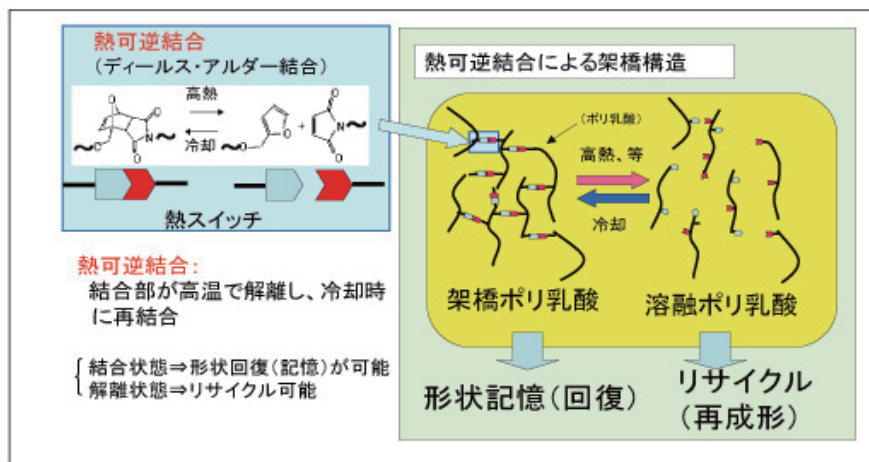 熱可逆結合
(ディールス・アルダー結合)
高熱
冷却
O
O
N
O
O
O
O
+
O
N
O
熱スイッチ
熱可逆結合:
結合部が高温で解離し、冷却時
に再結合
結合状態⇒形状回復(記憶)が可能
解離状態⇒リサイクル可能
熱可逆結合による架橋構造
(ポリ乳酸)
高熱、等
冷却
架橋ポリ乳酸
溶融ポリ乳酸
形状記憶(回復)
リサイクル
(再成形)